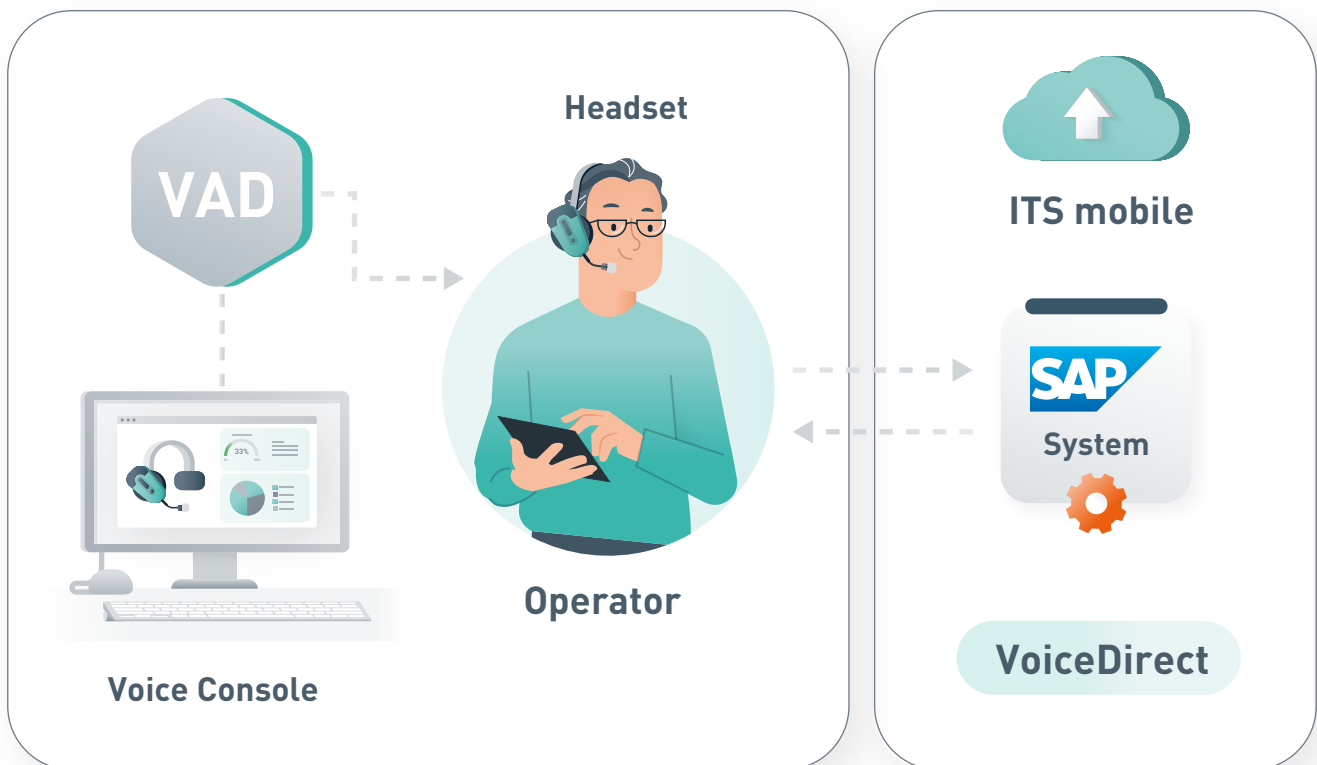 VAD
33%
Voice Console
Headset
Operator
ITS mobile
SAP
System
VoiceDirect